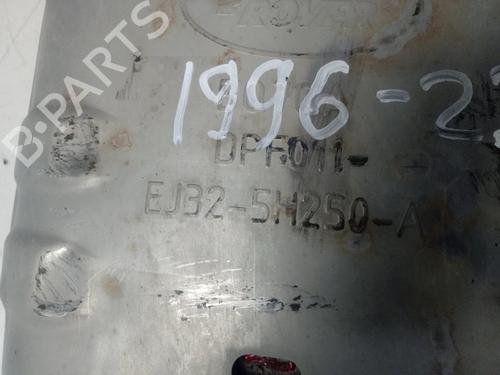 ROVER
B-PARTS
1996-2
DPF011-
EJ32-5H250-A